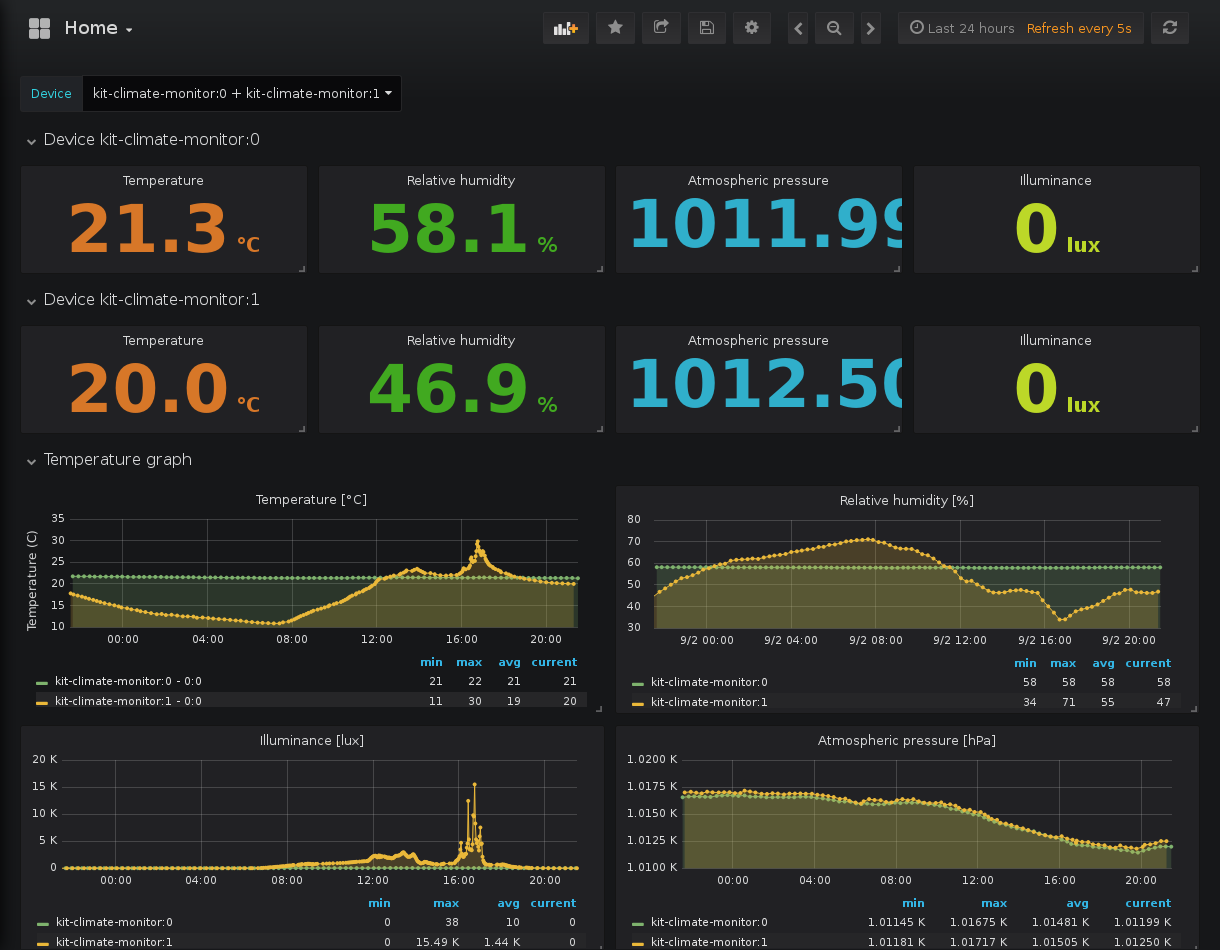 Home
Last 24 hours Refresh every 5s
Device kit-climate-monitor:0 + kit-climate-monitor:1
Device kit-climate-monitor:0
Temperature Relative humidity Atmospheric pressure Illuminance
21.3 °C 58.1 % 1011.99 0 lux
Device kit-climate-monitor:1
Temperature Relative humidity Atmospheric pressure Illuminance
20.0 °C 46.9 % 1012.50 0 lux
Temperature graph
Temperature [°C]
Temperature (C)
35
30
25
20
15
10
00:00 04:00 08:00 12:00 16:00 20:00
min max avg current
kit-climate-monitor:0 - 0:0 21 22 21 21
kit-climate-monitor:1 - 0:0 11 30 19 20
Relative humidity [%]
80
70
60
50
40
30
9/2 00:00 9/2 04:00 9/2 08:00 9/2 12:00 9/2 16:00 9/2 20:00
min max avg current
kit-climate-monitor:0 58 58 58 58
kit-climate-monitor:1 34 71 55 47
Illuminance [lux]
20 K
15 K
10 K
5 K
0
00:00 04:00 08:00 12:00 16:00 20:00
min max avg current
kit-climate-monitor:0 0 38 10 0
kit-climate-monitor:1 0 15.49 K 1.44 K 0
Atmospheric pressure [hPa]
1.0200 K
1.0175 K
1.0150 K
1.0125 K
1.0100 K
00:00 04:00 08:00 12:00 16:00 20:00
min max avg current
kit-climate-monitor:0 1.01145 K 1.01675 K 1.01481 K 1.01199 K
kit-climate-monitor:1 1.01181 K 1.01717 K 1.01505 K 1.01250 K